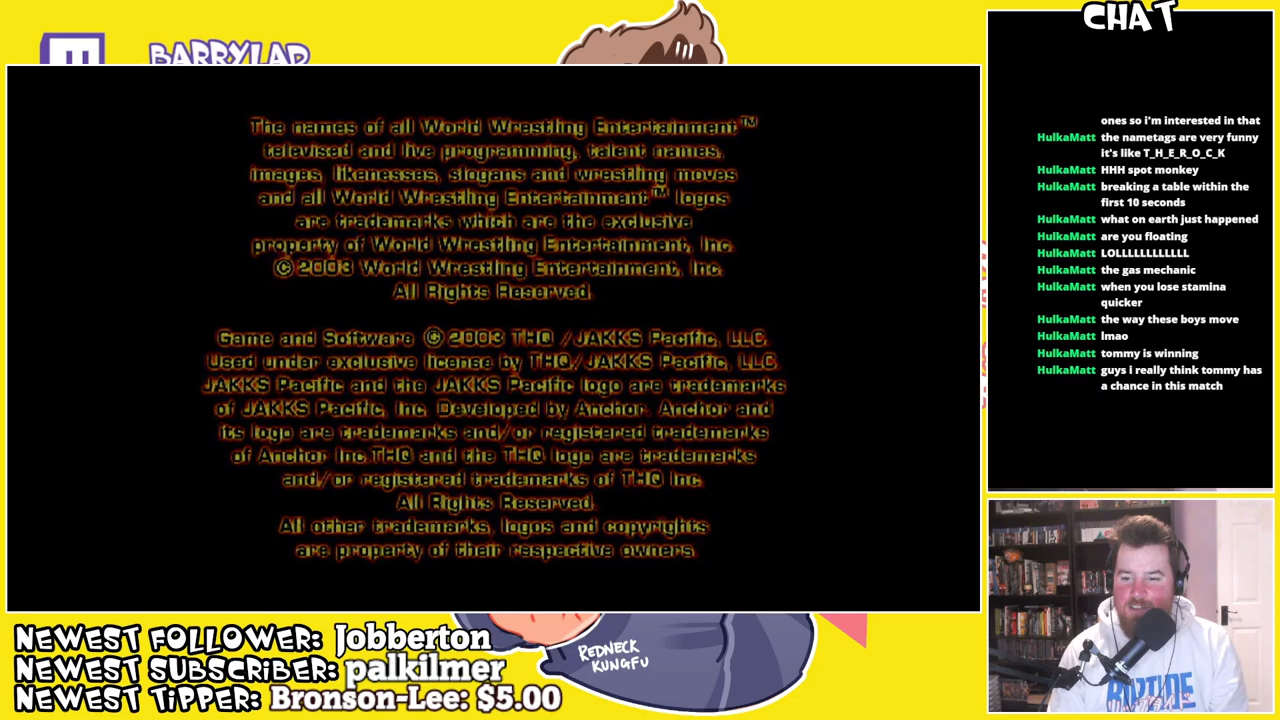 BARRYLAD
The names of all World Wrestling Entertainment™
televised and live programming, talent names,
images, likenesses, slogans and wrestling moves
and all World Wrestling Entertainment™ logos
are trademarks which are the exclusive
property of World Wrestling Entertainment, Inc.
© 2003 World Wrestling Entertainment, Inc.
All Rights Reserved.
Game and Software © 2003 THQ /JAKKS Pacific, LLC.
Used under exclusive license by THQ/JAKKS Pacific, LLC.
JAKKS Pacific and the JAKKS Pacific logo are trademarks
of JAKKS Pacific, Inc. Developed by Anchor. Anchor and
its logo are trademarks and/or registered trademarks
of Anchor Inc.THQ and the THQ logo are trademarks
and/or registered trademarks of THQ Inc.
All Rights Reserved.
All other trademarks, logos and copyrights
are property of their respective owners.
REDNECK
KUNGFU
NEWEST FOLLOWER: Jobberton
NEWEST SUBSCRIBER: palkilmer
NEWEST TIPPER: Bronson-Lee: $5.00
CHAT
ones so i'm interested in that
HulkaMatt the nametags are very funny
it's like T_H_E_R_O_C_K
HulkaMatt HHH spot monkey
HulkaMatt breaking a table within the
first 10 seconds
HulkaMatt what on earth just happened
HulkaMatt are you floating
HulkaMatt LOLLLLLLLLLLL
HulkaMatt the gas mechanic
HulkaMatt when you lose stamina
quicker
HulkaMatt the way these boys move
HulkaMatt lmao
HulkaMatt tommy is winning
HulkaMatt guys i really think tommy has
a chance in this match
RIPTIDE